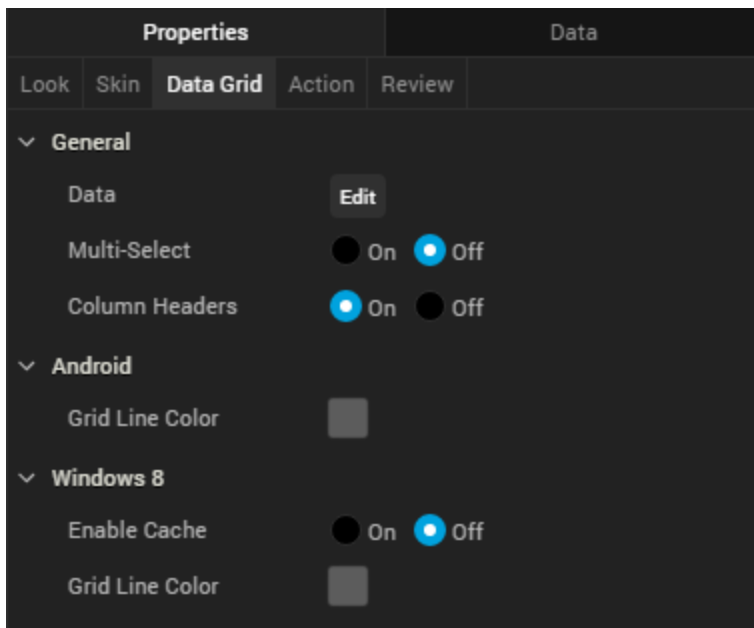 Properties Data
Look Skin Data Grid Action Review
General
Data Edit
Multi-Select On Off
Column Headers On Off
Android
Grid Line Color
Windows 8
Enable Cache On Off
Grid Line Color